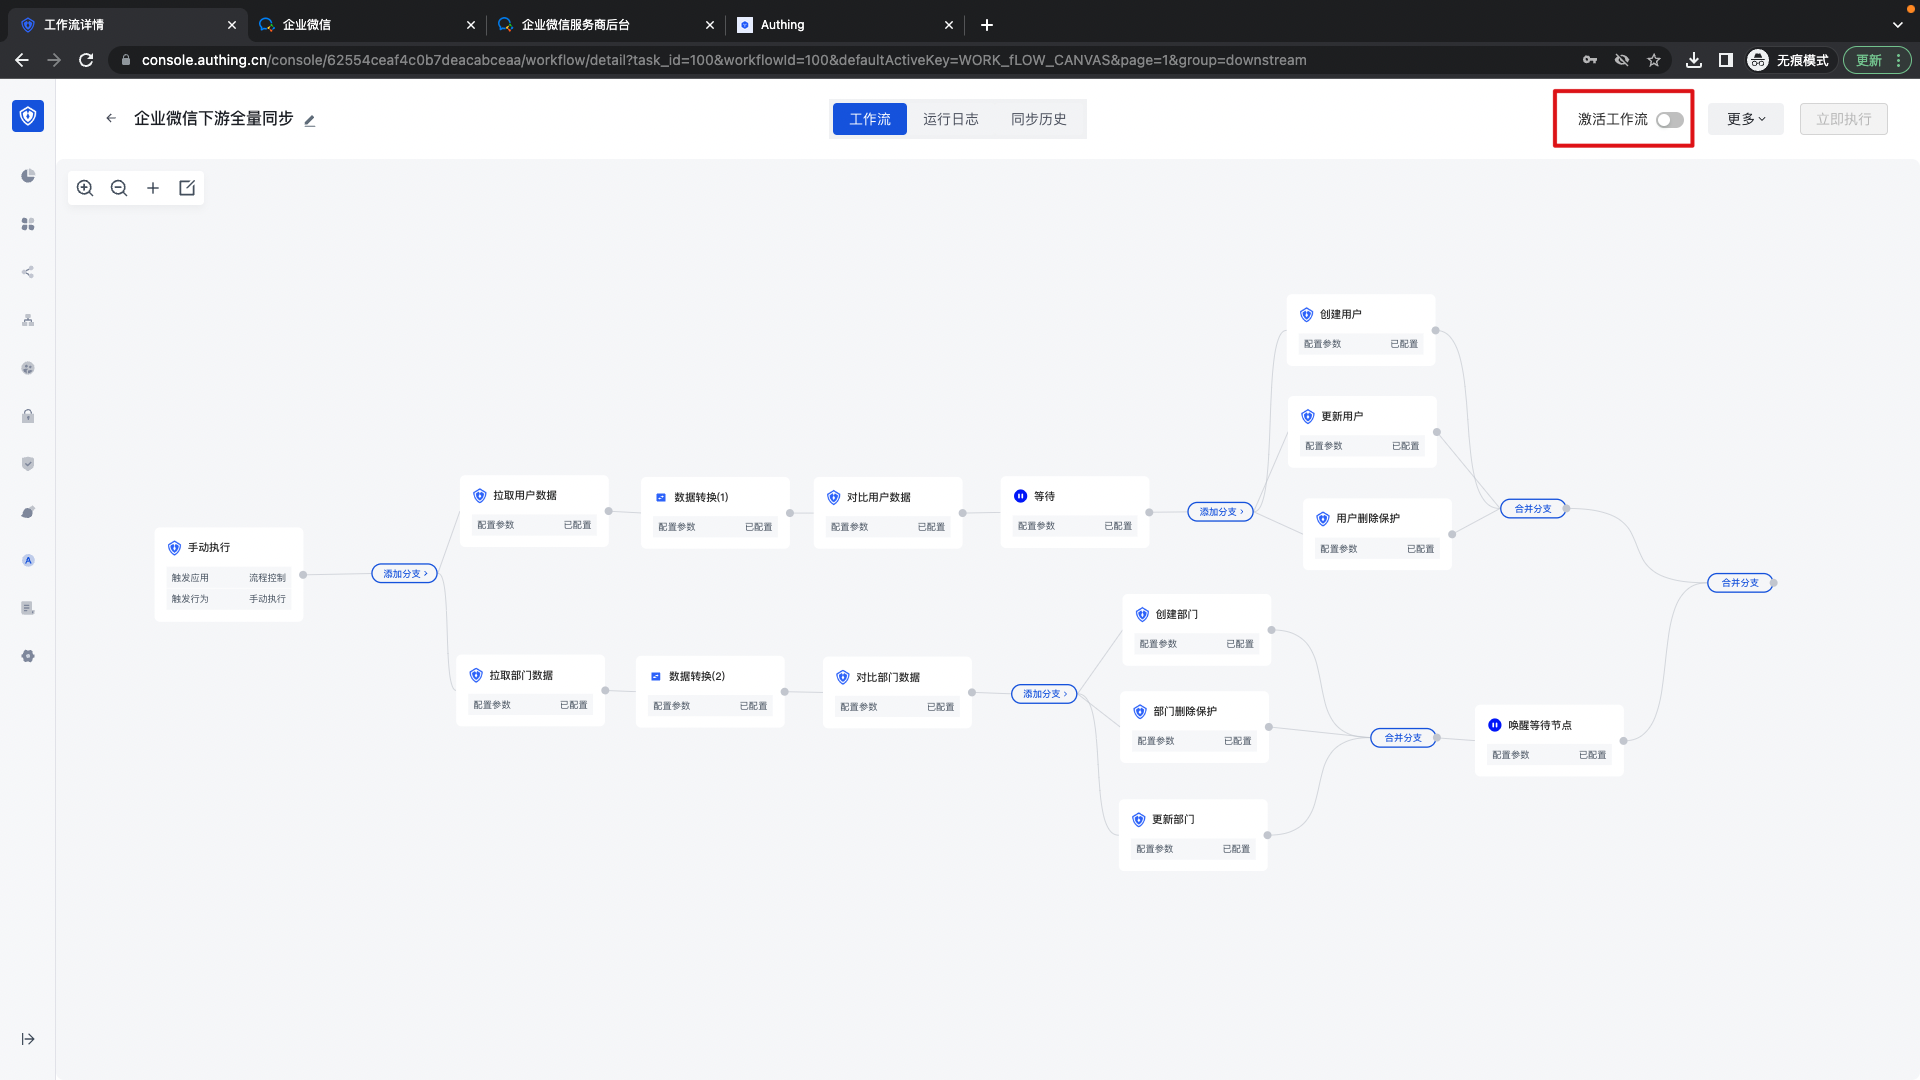 工作流详情
企业微信
企业微信服务商后台
Authing
console.authing.cn/console/62554ceaf4c0b7deacabceaa/workflow/detail?task_id=100&workflowId=100&defaultActiveKey=WORK_fLOW_CANVAS&page=1&group=downstream
无痕模式
更新
企业微信下游全量同步
工作流
运行日志
同步历史
激活工作流
更多
立即执行
创建用户
配置参数 已配置
更新用户
配置参数 已配置
拉取用户数据
配置参数 已配置
数据转换(1)
配置参数 已配置
对比用户数据
配置参数 已配置
等待
配置参数 已配置
添加分支 >
用户删除保护
配置参数 已配置
合并分支
手动执行
触发应用 流程控制
触发行为 手动执行
添加分支 >
合并分支
创建部门
配置参数 已配置
拉取部门数据
配置参数 已配置
数据转换(2)
配置参数 已配置
对比部门数据
配置参数 已配置
添加分支 >
部门删除保护
配置参数 已配置
合并分支
唤醒等待节点
配置参数 已配置
更新部门
配置参数 已配置
A